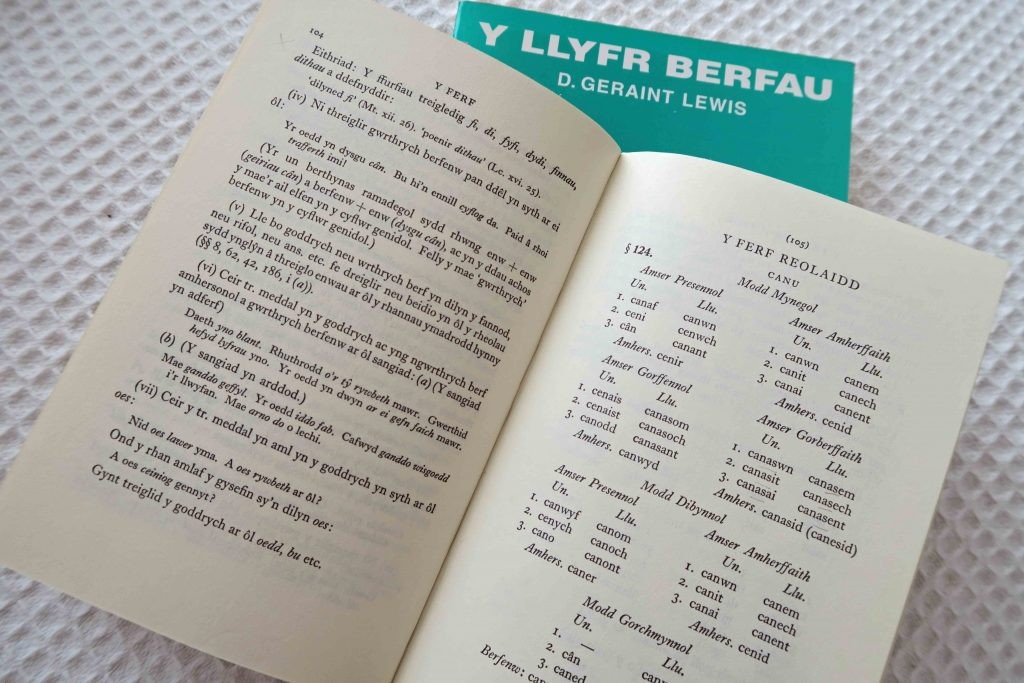 Y LLYFR BERFAU
D. GERAINT LEWIS
104
Y FERF
Eithriad: Y ffurfiau treigledig fi, di, fyfi, dydi, finnau,
dithau a ddefnyddir:
'dilyned fi' (Mt. xii. 26). 'poenir dithau' (Lc. xvi. 25).
(iv) Ni threiglir gwrthrych berfenw pan ddêl yn syth ar ei
ôl:
Yr oedd yn dysgu cân. Bu hi'n ennill cyflog da. Paid â thoi
trafferth imi!
(Yr un berthynas ramadegol sydd rhwng enw + enw
(geiriau cân) a berfenw + enw (dysgu cân), ac yn y ddau achos
y mae'r ail elfen yn y cyflwr genidol. Felly y mae 'gwrthrych'
berfenw yn y cyflwr genidol.)
(v) Lle bo goddrych neu wrthrych berf yn dilyn y fannod,
neu rifol, neu ans. etc. fe dreiglir neu beidio yn ôl y rheolau
sydd ynglŷn â threiglo enwau ar ôl y rhannau ymadrodd hynny
(§§ 8, 62, 42, 186, i (a)).
(vi) Ceir tr. meddal yn y goddrych ac yng ngwrthrych berf
amhersonol a gwrthrych berfenw ar ôl sangiad: (a) (Y sangiad
yn adferf)
Daeth yno blant. Rhuthrodd o'r tŷ rywbeth mawr. Gwerthid
hefyd lyfrau yno. Yr oedd yn dwyn ar ei gefn faich mawr.
(b) (Y sangiad yn arddod.)
Mae ganddo geffyl. Yr oedd iddo fab. Cafwyd ganddo wisgoedd
i'r llwyfan. Mae arno do o lechi.
(vii) Ceir y tr. meddal yn aml yn y goddrych yn syth ar ôl
oes:
Nid oes lawer yma. A oes rywbeth ar ôl?
Ond y rhan amlaf y gysefin sy'n dilyn oes:
A oes ceiniog gennyt?
Gynt treiglid y goddrych ar ôl oedd, bu etc.
(105)
Y FERF REOLAIDD
§ 124. CANU
Modd Mynegol
Amser Presennol Amser Amherffaith
Un. Llu. Un. Llu.
1. canaf canwn 1. canwn canem
2. ceni cenwch 2. canit canech
3. cân canant 3. canai canent
Amhers. cenir Amhers. cenid
Amser Gorffennol Amser Gorberffaith
Un. Llu. Un. Llu.
1. cenais canasom 1. canaswn canasem
2. cenaist canasoch 2. canasit canasech
3. canodd canasant 3. canasai canasent
Amhers. canwyd Amhers. canasid (canesid)
Modd Dibynnol
Amser Presennol Amser Amherffaith
Un. Llu. Un. Llu.
1. canwyf canom 1. canwn canem
2. cenych canoch 2. canit canech
3. cano canont 3. canai canent
Amhers. caner Amhers. cenid
Modd Gorchmynnol
Un. Llu.
1. —
2. cân
3. caned
Berfenw: